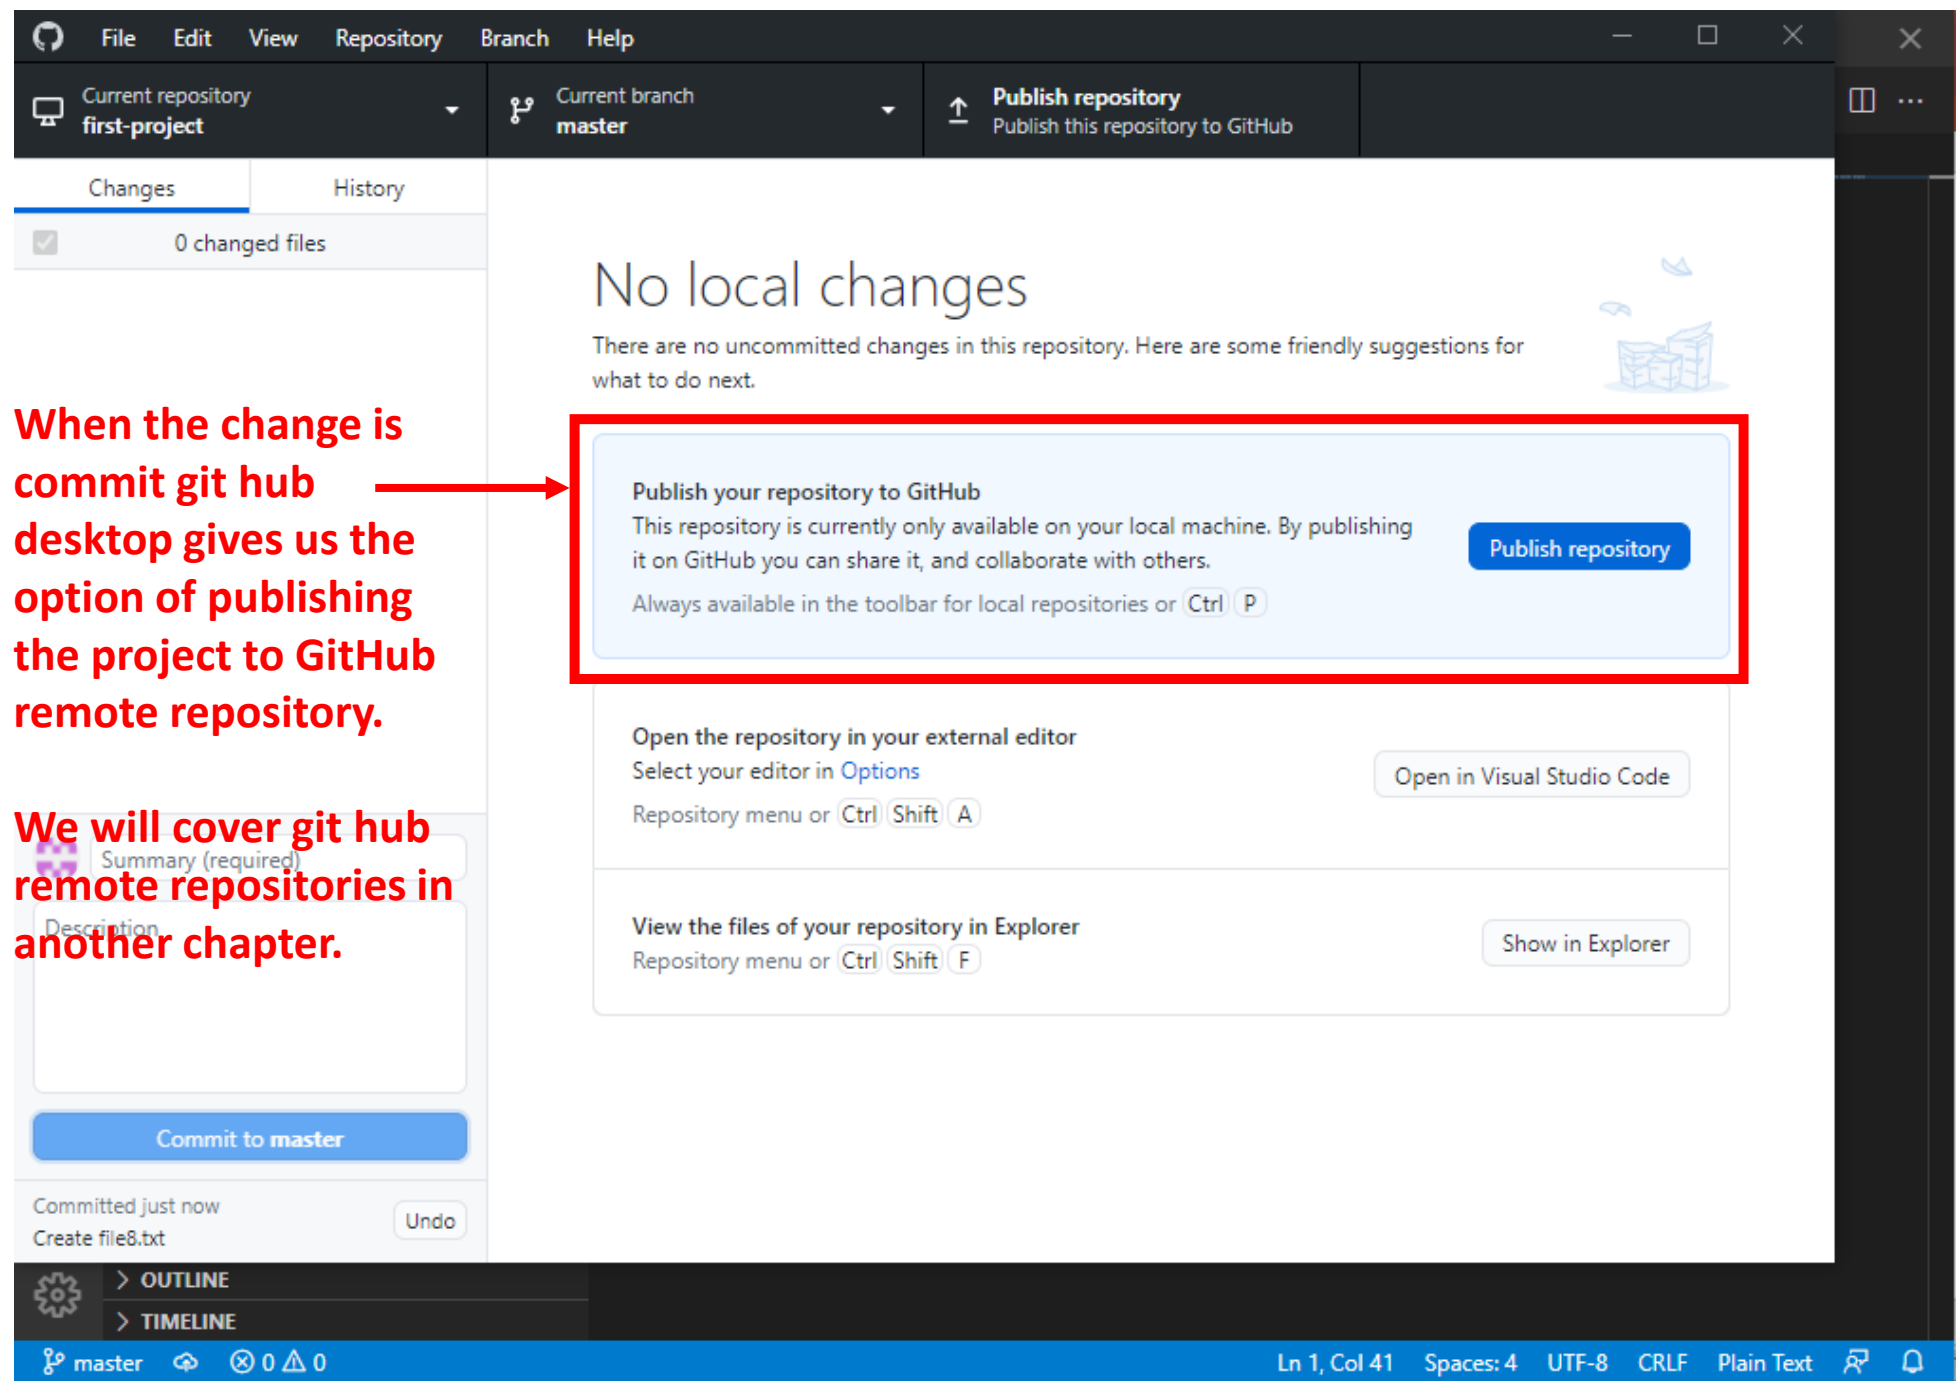 File Edit View Repository Branch Help
Current repository
first-project
Current branch
master
Publish repository
Publish this repository to GitHub
Changes History
0 changed files
No local changes
There are no uncommitted changes in this repository. Here are some friendly suggestions for
what to do next.
When the change is
commit git hub
desktop gives us the
option of publishing
the project to GitHub
remote repository.
We will cover git hub
remote repositories in
another chapter.
Publish your repository to GitHub
This repository is currently only available on your local machine. By publishing
it on GitHub you can share it, and collaborate with others.
Always available in the toolbar for local repositories or Ctrl P
Publish repository
Open the repository in your external editor
Select your editor in Options
Repository menu or Ctrl Shift A
Open in Visual Studio Code
View the files of your repository in Explorer
Repository menu or Ctrl Shift F
Show in Explorer
Summary (required)
Description
Commit to master
Committed just now
Create file8.txt
Undo
OUTLINE
TIMELINE
master 0 0 Ln 1, Col 41 Spaces: 4 UTF-8 CRLF Plain Text